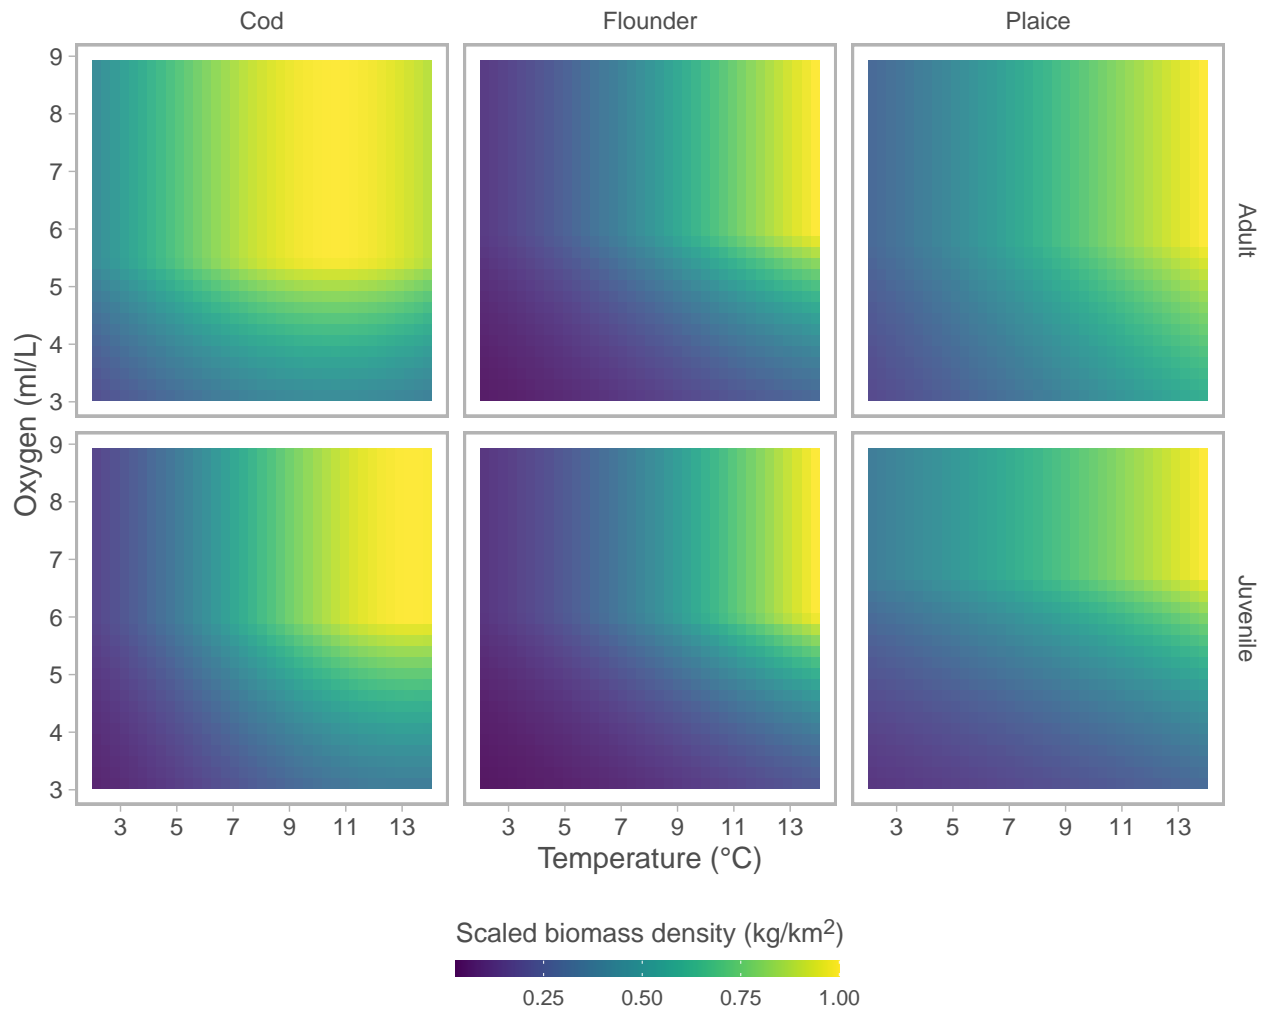 Cod Flounder Plaice
9
8
7
6
5
4
3
Adult
9
8
7
6
5
4
3
Juvenile
Oxygen (ml/L)
3 5 7 9 11 13 3 5 7 9 11 13 3 5 7 9 11 13
Temperature (°C)
Scaled biomass density (kg/km²)
0.25 0.50 0.75 1.00